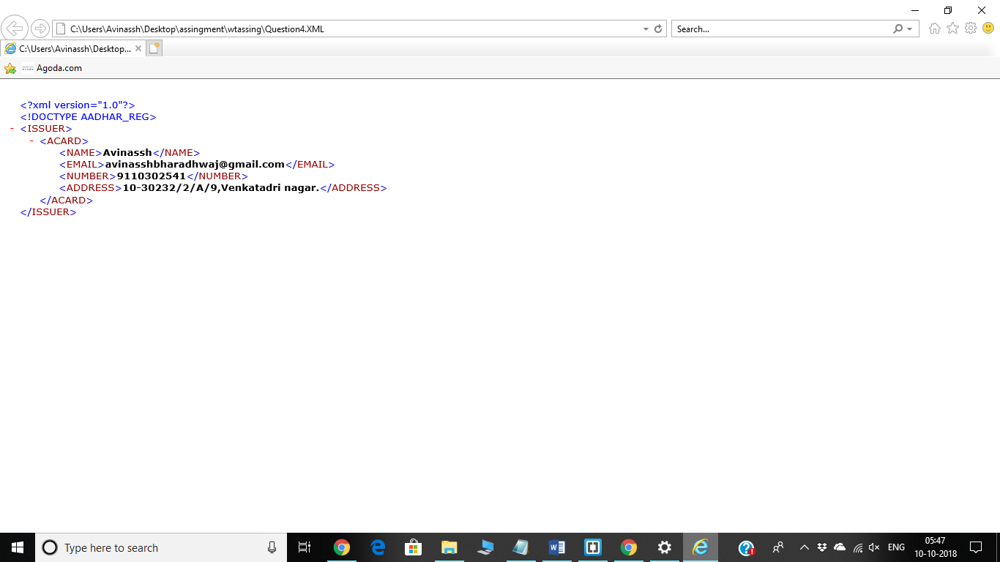 C:\Users\Avinassh\Desktop\assingment\wtassing\Question4.XML
Search...
C:\Users\Avinassh\Desktop...
Agoda.com
<?xml version="1.0"?>
<!DOCTYPE AADHAR_REG>
- <ISSUER>
- <ACARD>
<NAME>Avinassh</NAME>
<EMAIL>avinasshbharadhwaj@gmail.com</EMAIL>
<NUMBER>9110302541</NUMBER>
<ADDRESS>10-30232/2/A/9,Venkatadri nagar.</ADDRESS>
</ACARD>
</ISSUER>
Type here to search
ENG
05:47
10-10-2018